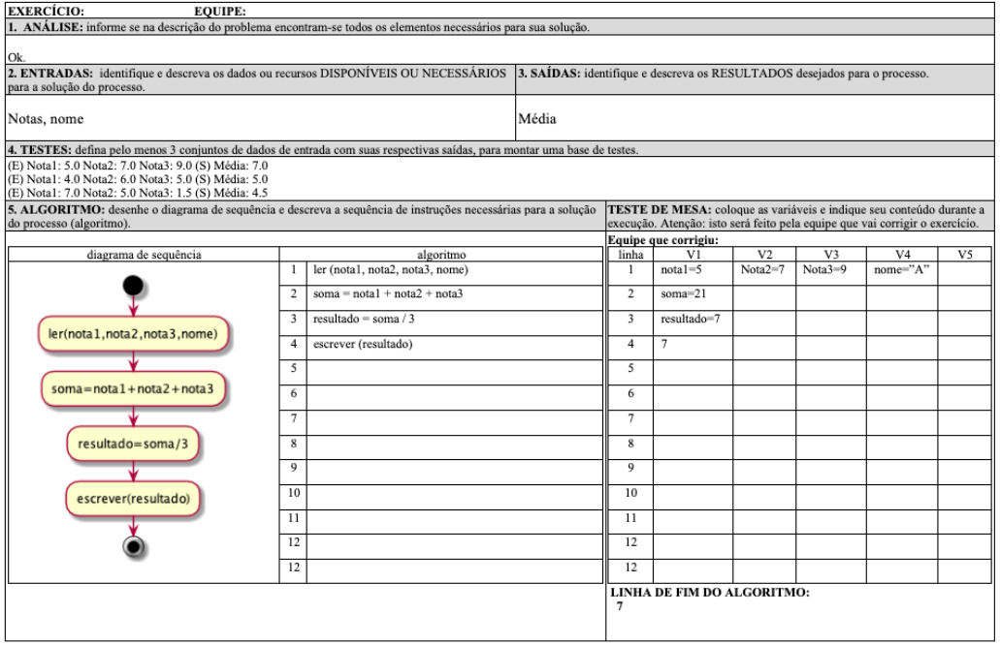 EXERCÍCIO: EQUIPE:
1. ANÁLISE: informe se na descrição do problema encontram-se todos os elementos necessários para sua solução.
Ok.
2. ENTRADAS: identifique e descreva os dados ou recursos DISPONÍVEIS OU NECESSÁRIOS
para a solução do processo.
3. SAÍDAS: identifique e descreva os RESULTADOS desejados para o processo.
Notas, nome
Média
4. TESTES: defina pelo menos 3 conjuntos de dados de entrada com suas respectivas saídas, para montar uma base de testes.
(E) Nota1: 5.0 Nota2: 7.0 Nota3: 9.0 (S) Média: 7.0
(E) Nota1: 4.0 Nota2: 6.0 Nota3: 5.0 (S) Média: 5.0
(E) Nota1: 7.0 Nota2: 5.0 Nota3: 1.5 (S) Média: 4.5
5. ALGORITMO: desenhe o diagrama de sequência e descreva a sequência de instruções necessárias para a solução
do processo (algoritmo).
diagrama de sequência
ler(nota1,nota2,nota3,nome)
soma=nota1+nota2+nota3
resultado=soma/3
escrever(resultado)
algoritmo
1 ler (nota1, nota2, nota3, nome)
2 soma = nota1 + nota2 + nota3
3 resultado = soma / 3
4 escrever (resultado)
5
6
7
8
9
10
11
12
12
TESTE DE MESA: coloque as variáveis e indique seu conteúdo durante a
execução. Atenção: isto será feito pela equipe que vai corrigir o exercício.
Equipe que corrigiu:
linha V1 V2 V3 V4 V5
1 nota1=5 Nota2=7 Nota3=9 nome=”A”
2 soma=21
3 resultado=7
4 7
5
6
7
8
9
10
11
12
12
LINHA DE FIM DO ALGORITMO:
7